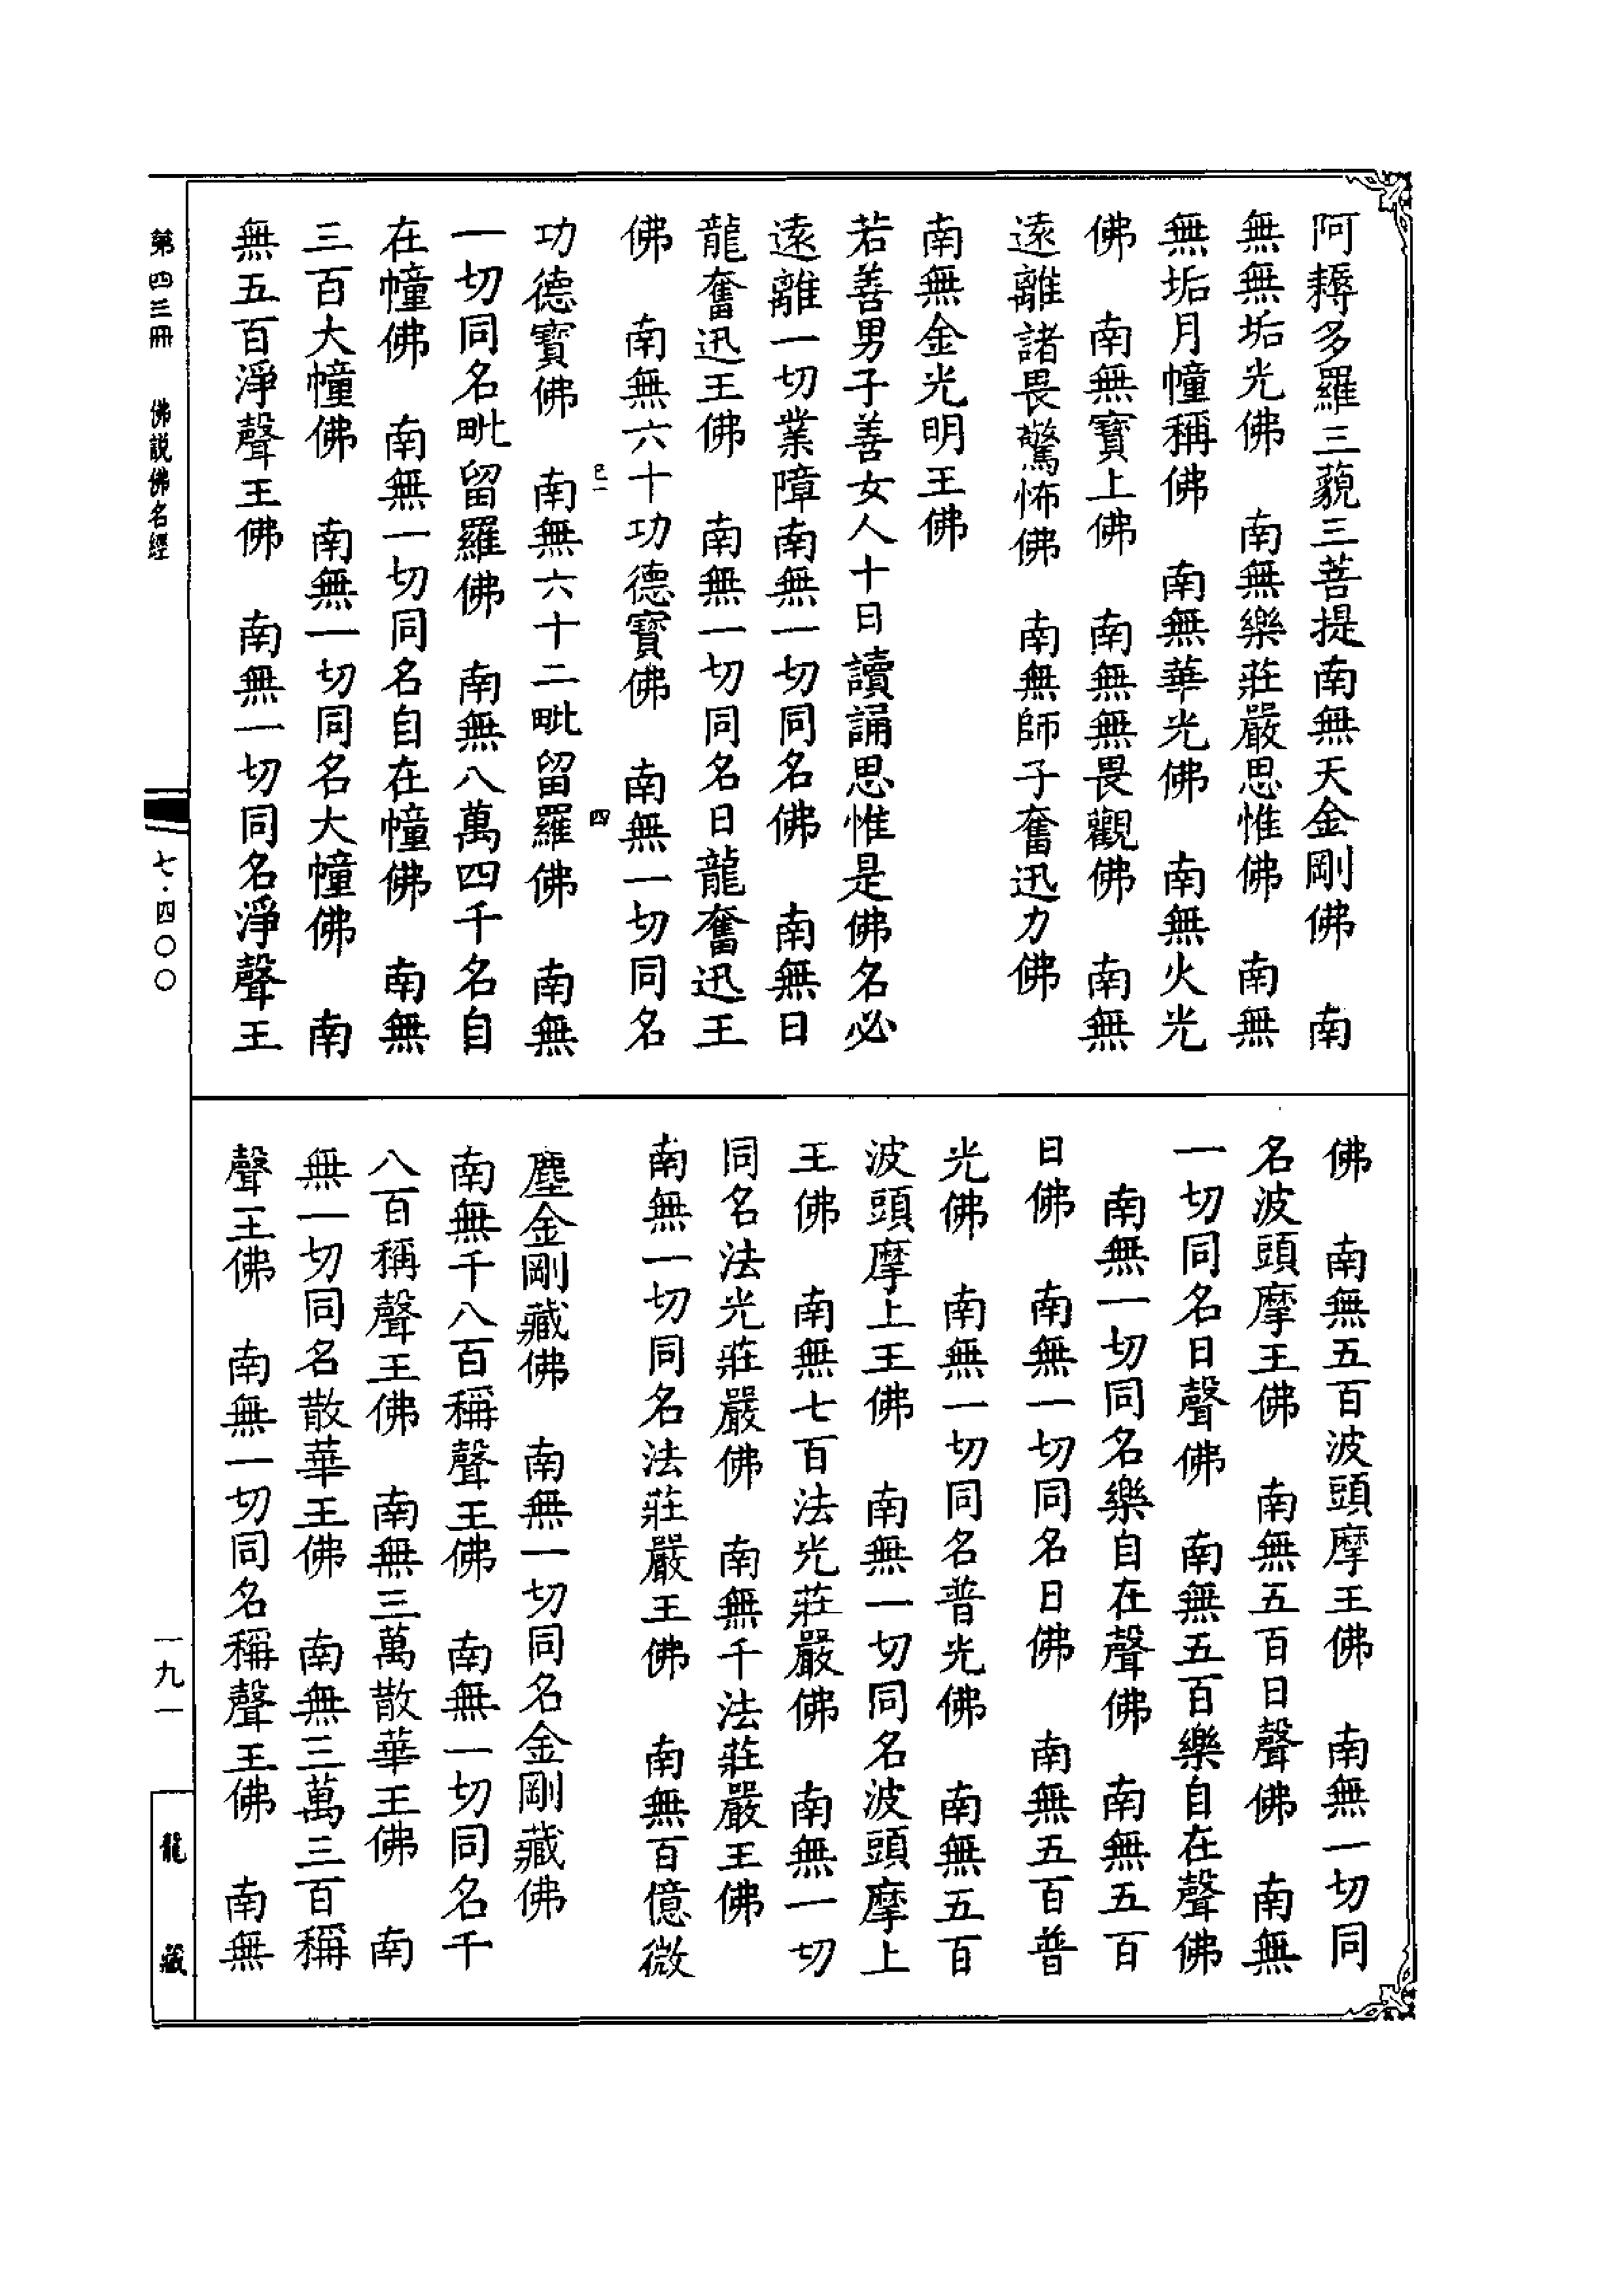 阿耨多羅三藐三菩提南無天金剛佛　南
無無垢光佛　南無樂莊嚴思惟佛　南無
無垢月幢稱佛　南無華光佛　南無火光
佛　南無寶上佛　南無無畏觀佛　南無
遠離諸畏驚怖佛　南無師子奮迅力佛
南無金光明王佛
若善男子善女人十日讀誦思惟是佛名必
遠離一切業障南無一切同名佛　南無日
龍奮迅王佛　南無一切同名日龍奮迅王
佛　南無六十功德寶佛　南無一切同名
己一　四
功德寶佛　南無六十二毗留羅佛　南無
一切同名毗留羅佛　南無八萬四千名自
在幢佛　南無一切同名自在幢佛　南無
三百大幢佛　南無一切同名大幢佛　南
無五百淨聲王佛　南無一切同名淨聲王
佛　南無五百波頭摩王佛　南無一切同
名波頭摩王佛　南無五百日聲佛　南無
一切同名日聲佛　南無五百樂自在聲佛
南無一切同名樂自在聲佛　南無五百
日佛　南無一切同名日佛　南無五百普
光佛　南無一切同名普光佛　南無五百
波頭摩上王佛　南無一切同名波頭摩上
王佛　南無七百法光莊嚴佛　南無一切
同名法光莊嚴佛　南無千法莊嚴王佛
南無一切同名法莊嚴王佛　南無百億微
塵金剛藏佛　南無一切同名金剛藏佛
南無千八百稱聲王佛　南無一切同名千
八百稱聲王佛　南無三萬散華王佛　南
無一切同名散華王佛　南無三萬三百稱
聲王佛　南無一切同名稱聲王佛　南無
第四三冊　佛説佛名經
七·四〇〇
一九一
龍藏